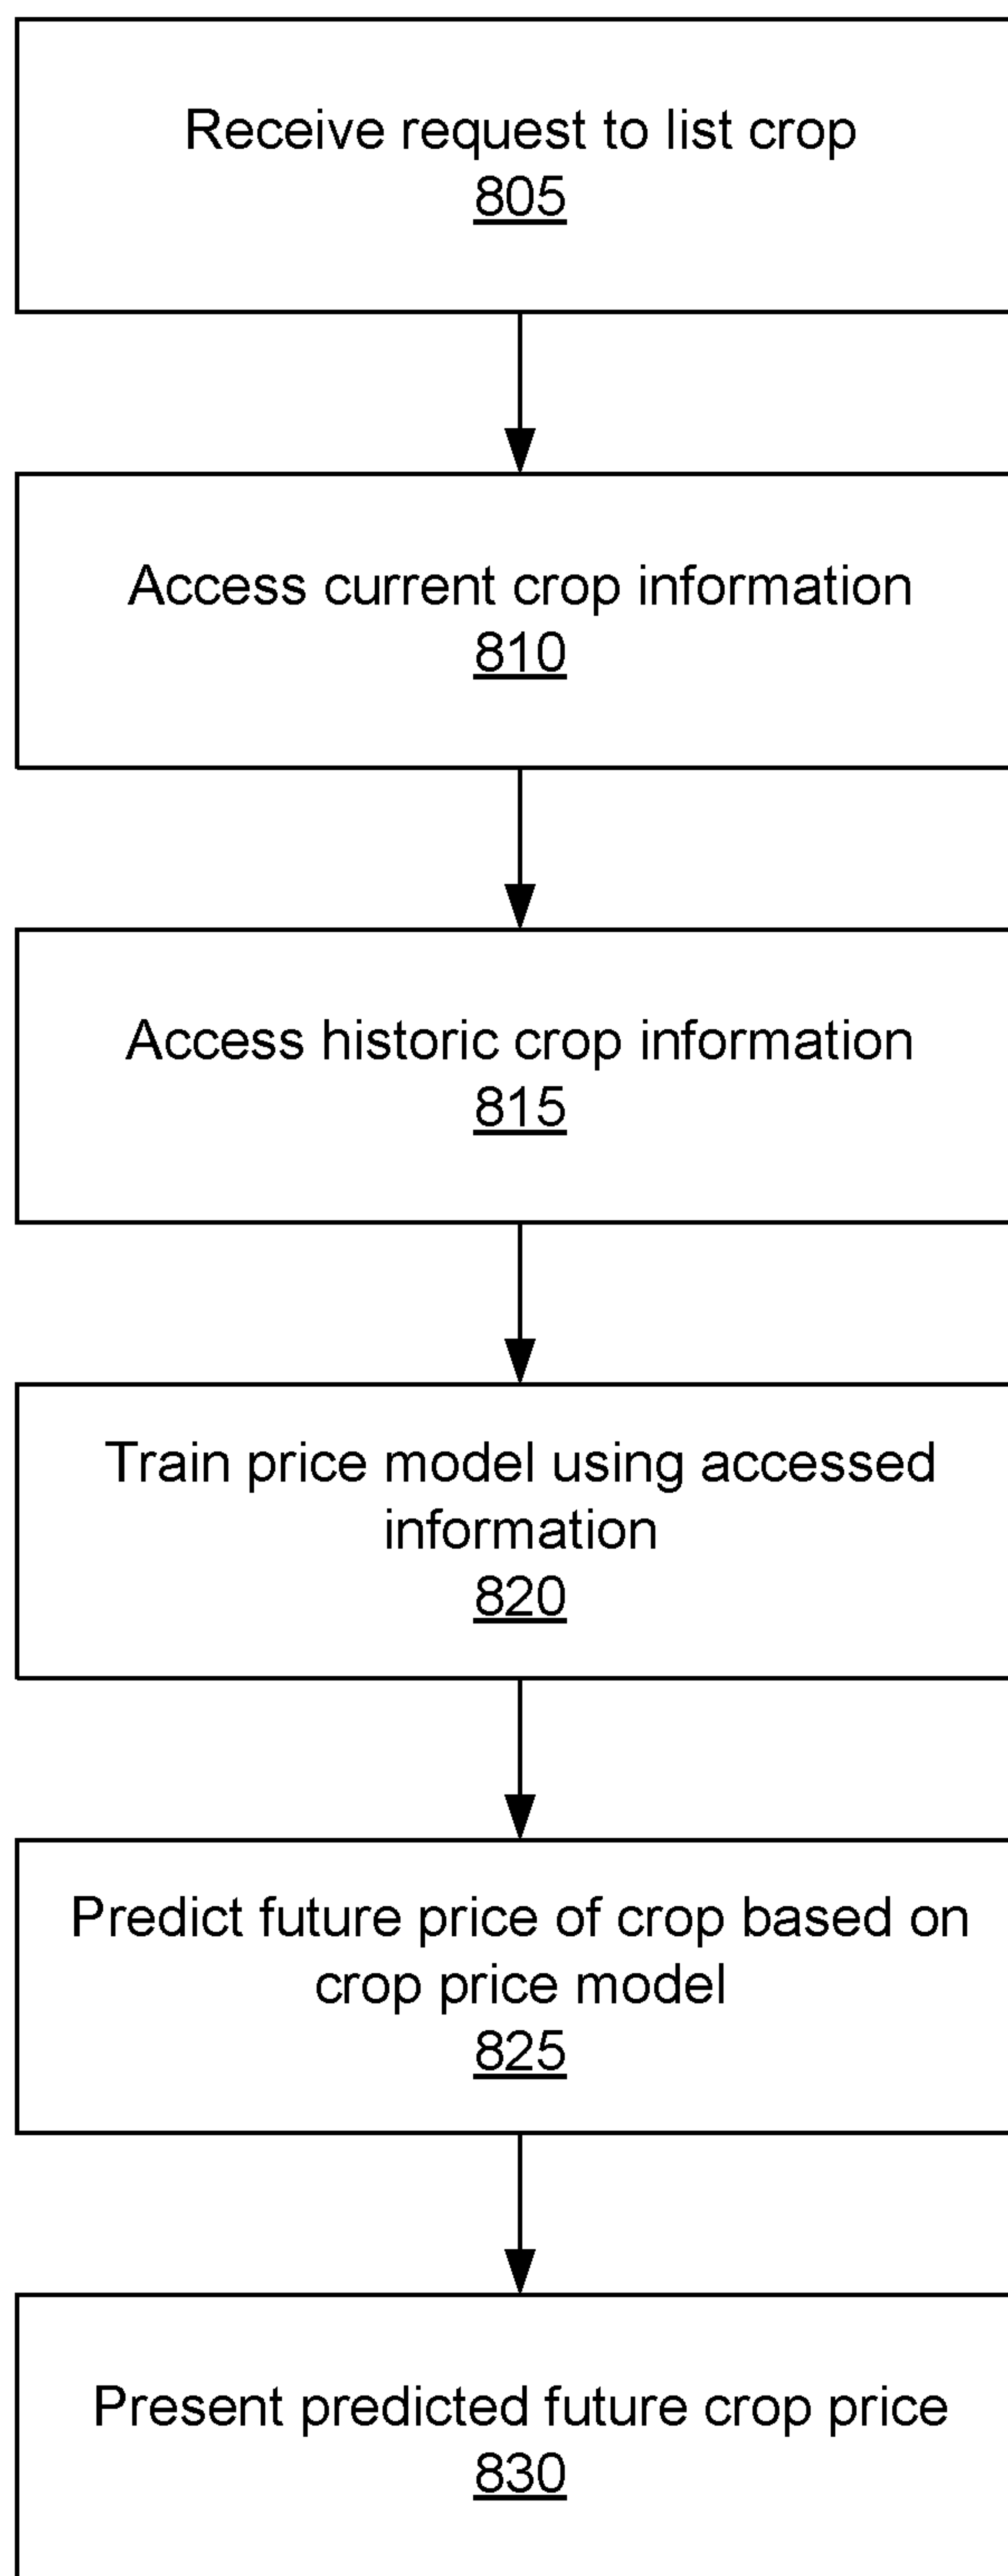 Receive request to list crop
805
Access current crop information
810
Access historic crop information
815
Train price model using accessed
information
820
Predict future price of crop based on
crop price model
825
Present predicted future crop price
830